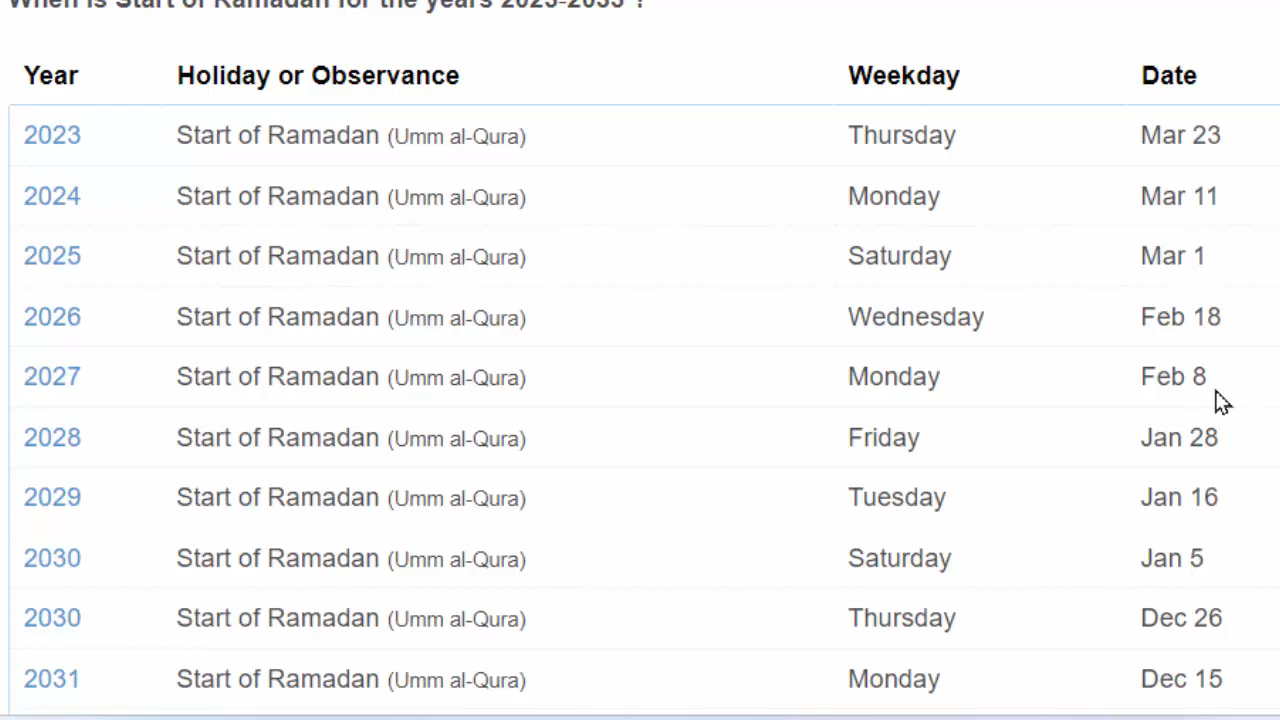 When is Start of Ramadan for the years 2023-2033 ?
Year Holiday or Observance Weekday Date
2023 Start of Ramadan (Umm al-Qura) Thursday Mar 23
2024 Start of Ramadan (Umm al-Qura) Monday Mar 11
2025 Start of Ramadan (Umm al-Qura) Saturday Mar 1
2026 Start of Ramadan (Umm al-Qura) Wednesday Feb 18
2027 Start of Ramadan (Umm al-Qura) Monday Feb 8
2028 Start of Ramadan (Umm al-Qura) Friday Jan 28
2029 Start of Ramadan (Umm al-Qura) Tuesday Jan 16
2030 Start of Ramadan (Umm al-Qura) Saturday Jan 5
2030 Start of Ramadan (Umm al-Qura) Thursday Dec 26
2031 Start of Ramadan (Umm al-Qura) Monday Dec 15